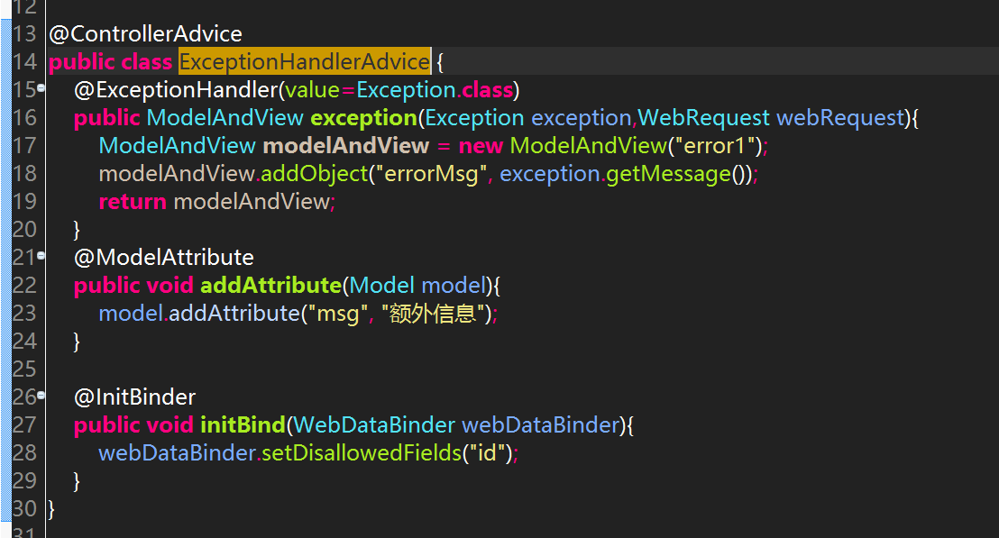 12
13 @ControllerAdvice
14 public class ExceptionHandlerAdvice {
15 @ExceptionHandler(value=Exception.class)
16 public ModelAndView exception(Exception exception,WebRequest webRequest){
17 ModelAndView modelAndView = new ModelAndView("error1");
18 modelAndView.addObject("errorMsg", exception.getMessage());
19 return modelAndView;
20 }
21 @ModelAttribute
22 public void addAttribute(Model model){
23 model.addAttribute("msg", "额外信息");
24 }
25
26 @InitBinder
27 public void initBind(WebDataBinder webDataBinder){
28 webDataBinder.setDisallowedFields("id");
29 }
30 }
31